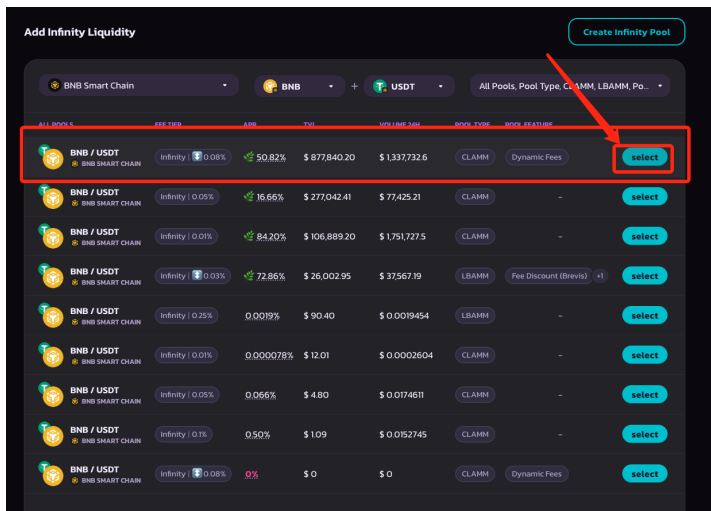 Add Infinity Liquidity
Create Infinity Pool
BNB Smart Chain
BNB + USDT
All Pools, Pool Type, CLAMM, LBAMM, Po...
ALL POOLS FEE TIER APR TVL VOLUME 24H POOL TYPE POOL FEATURE
BNB / USDT
BNB SMART CHAIN
Infinity | 0.08% 50.82% $ 877,840.20 $ 1,337,732.6 CLAMM Dynamic Fees select
BNB / USDT
BNB SMART CHAIN
Infinity | 0.05% 16.66% $ 277,042.41 $ 77,425.21 CLAMM - select
BNB / USDT
BNB SMART CHAIN
Infinity | 0.01% 84.20% $ 106,889.20 $ 1,751,727.5 CLAMM - select
BNB / USDT
BNB SMART CHAIN
Infinity | 0.03% 72.86% $ 26,002.95 $ 37,567.19 LBAMM Fee Discount (Brevis) +1 select
BNB / USDT
BNB SMART CHAIN
Infinity | 0.25% 0.0019% $ 90.40 $ 0.0019454 LBAMM - select
BNB / USDT
BNB SMART CHAIN
Infinity | 0.01% 0.000078% $ 12.01 $ 0.0002604 CLAMM - select
BNB / USDT
BNB SMART CHAIN
Infinity | 0.05% 0.066% $ 4.80 $ 0.0174611 CLAMM - select
BNB / USDT
BNB SMART CHAIN
Infinity | 0.1% 0.50% $ 1.09 $ 0.0152745 CLAMM - select
BNB / USDT
BNB SMART CHAIN
Infinity | 0.08% 0% $ 0 $ 0 CLAMM Dynamic Fees select